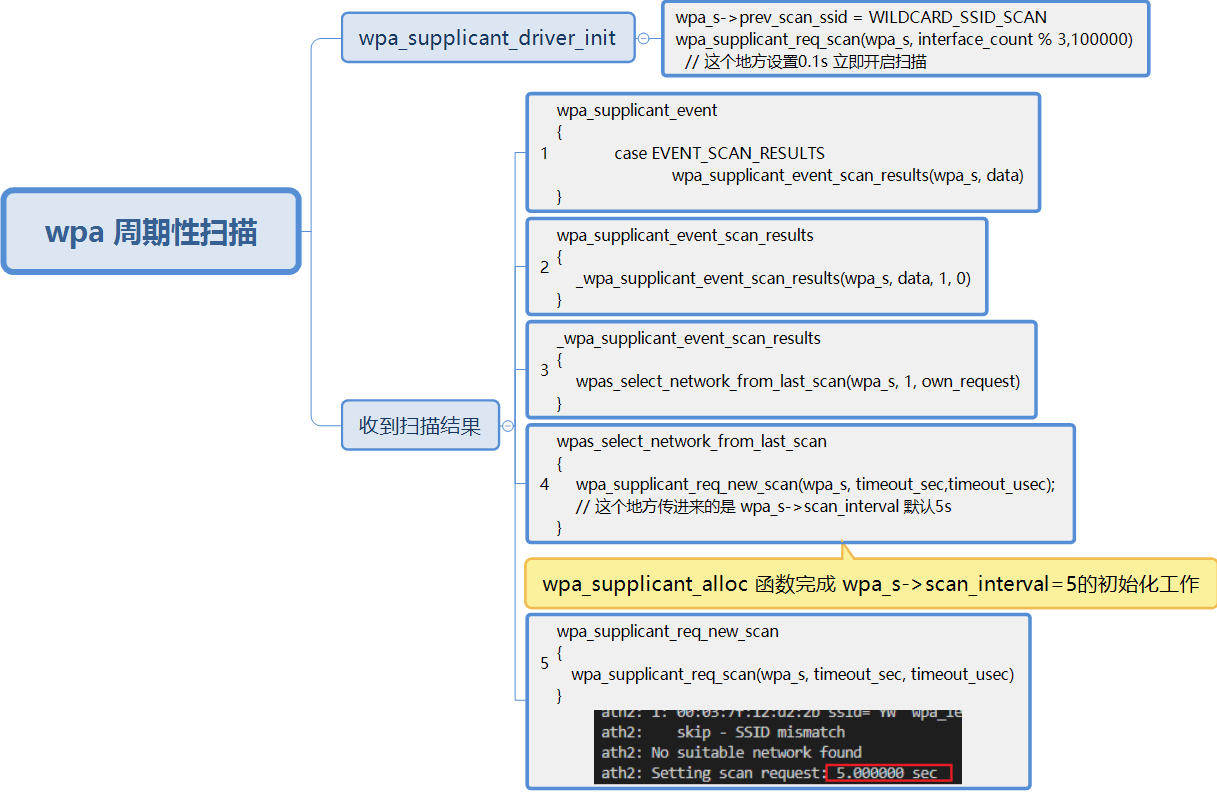 wpa 周期性扫描
wpa_supplicant_driver_init
wpa_s->prev_scan_ssid = WILDCARD_SSID_SCAN
wpa_supplicant_req_scan(wpa_s, interface_count % 3,100000)
// 这个地方设置0.1s 立即开启扫描
收到扫描结果
1
wpa_supplicant_event
{
case EVENT_SCAN_RESULTS
wpa_supplicant_event_scan_results(wpa_s, data)
}
2
wpa_supplicant_event_scan_results
{
_wpa_supplicant_event_scan_results(wpa_s, data, 1, 0)
}
3
_wpa_supplicant_event_scan_results
{
wpas_select_network_from_last_scan(wpa_s, 1, own_request)
}
4
wpas_select_network_from_last_scan
{
wpa_supplicant_req_new_scan(wpa_s, timeout_sec,timeout_usec);
// 这个地方传进来的是 wpa_s->scan_interval 默认5s
}
wpa_supplicant_alloc 函数完成 wpa_s->scan_interval=5的初始化工作
5
wpa_supplicant_req_new_scan
{
wpa_supplicant_req_scan(wpa_s, timeout_sec, timeout_usec)
}
ath2: 1: 00:03:7f:12:d2:2b ssid='YW
ath2: skip - SSID mismatch
ath2: No suitable network found
ath2: Setting scan request: 5.000000 sec